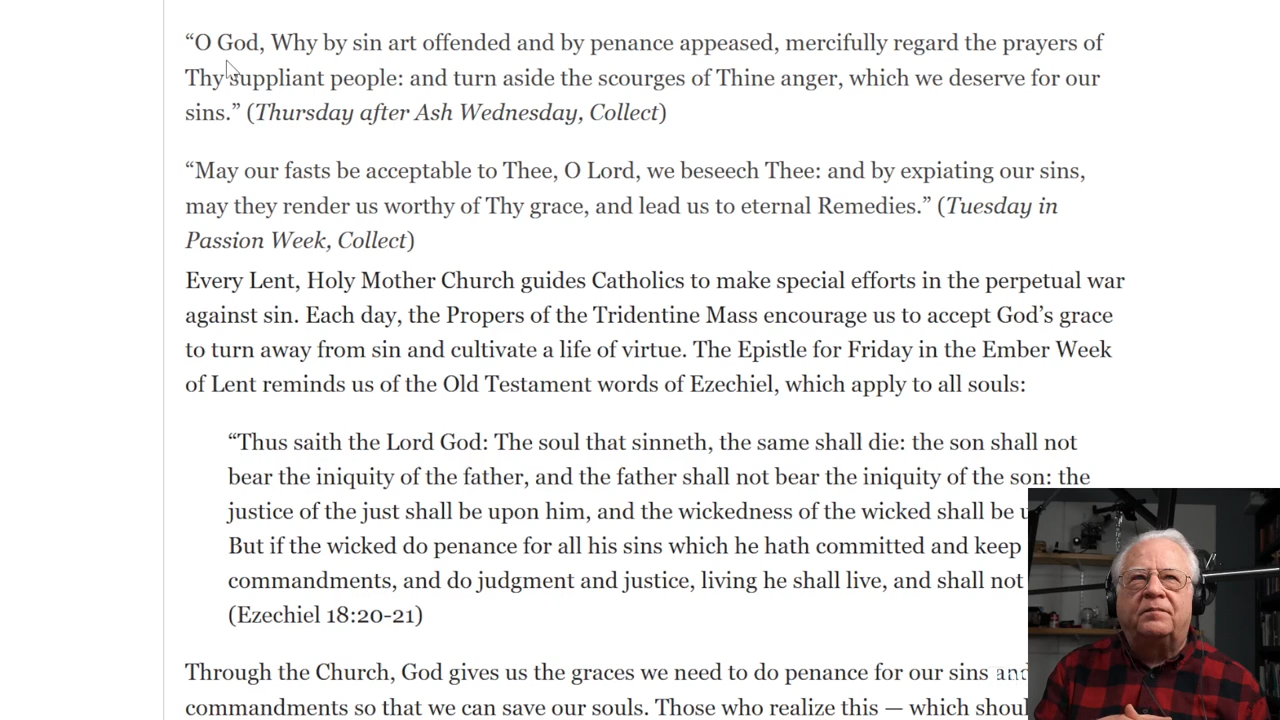 “O God, Why by sin art offended and by penance appeased, mercifully regard the prayers of
Thy suppliant people: and turn aside the scourges of Thine anger, which we deserve for our
sins.” (Thursday after Ash Wednesday, Collect)
“May our fasts be acceptable to Thee, O Lord, we beseech Thee: and by expiating our sins,
may they render us worthy of Thy grace, and lead us to eternal Remedies.” (Tuesday in
Passion Week, Collect)
Every Lent, Holy Mother Church guides Catholics to make special efforts in the perpetual war
against sin. Each day, the Propers of the Tridentine Mass encourage us to accept God’s grace
to turn away from sin and cultivate a life of virtue. The Epistle for Friday in the Ember Week
of Lent reminds us of the Old Testament words of Ezechiel, which apply to all souls:
“Thus saith the Lord God: The soul that sinneth, the same shall die: the son shall not
bear the iniquity of the father, and the father shall not bear the iniquity of the son: the
justice of the just shall be upon him, and the wickedness of the wicked shall be
But if the wicked do penance for all his sins which he hath committed and keep
commandments, and do judgment and justice, living he shall live, and shall not
(Ezechiel 18:20-21)
Through the Church, God gives us the graces we need to do penance for our sins and
commandments so that we can save our souls. Those who realize this — which